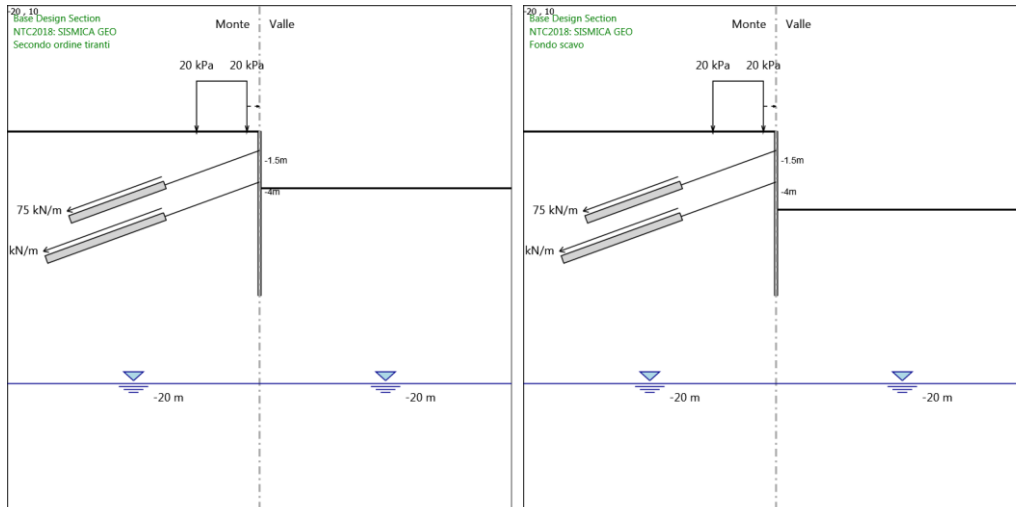 -20 , 10
Base Design Section
NTC2018: SISMICA GEO
Secondo ordine tiranti
Monte
Valle
20 kPa
20 kPa
-1.5m
-4m
75 kN/m
kN/m
-20 m
-20 m
-20 , 10
Base Design Section
NTC2018: SISMICA GEO
Fondo scavo
Monte
Valle
20 kPa
20 kPa
-1.5m
-4m
75 kN/m
kN/m
-20 m
-20 m